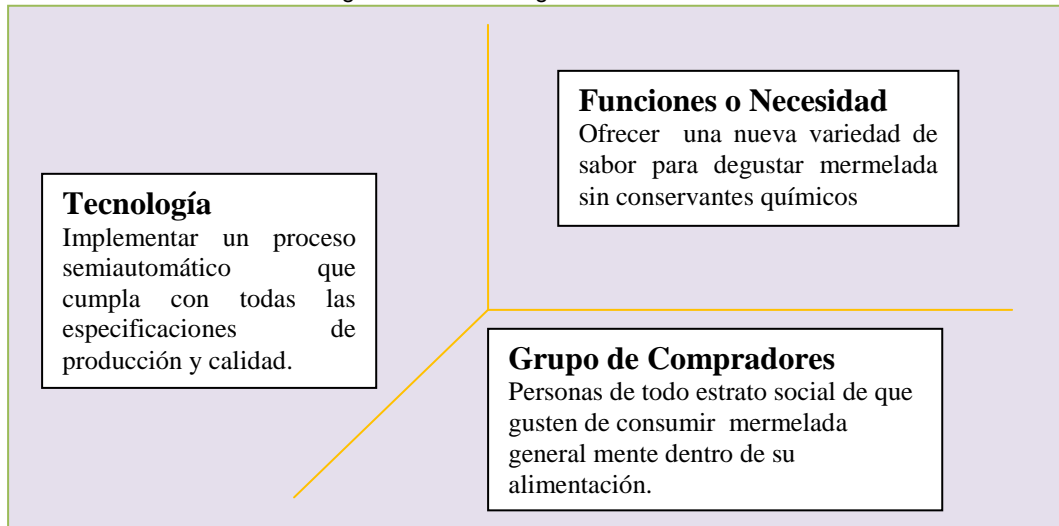 Funciones o Necesidad
Ofrecer una nueva variedad de
sabor para degustar mermelada
sin conservantes químicos
Tecnología
Implementar un proceso
semiautomático que
cumpla con todas las
especificaciones de
producción y calidad.
Grupo de Compradores
Personas de todo estrato social de que
gusten de consumir mermelada
general mente dentro de su
alimentación.